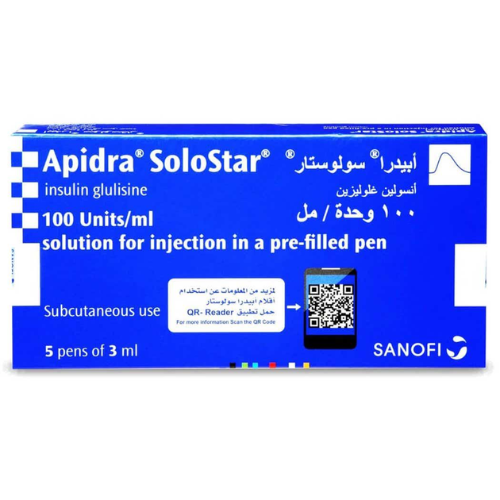 Apidra® SoloStar®
أبيدرا® سولوستار®
insulin glulisine
أنسولين غلوليزين
100 Units/ml
١٠٠ وحدة / مل
solution for injection in a pre-filled pen
Subcutaneous use
لمزيد من المعلومات عن استخدام
أقلام أبيدرا سولوستار
حمل تطبيق QR- Reader
For more information Scan the QR Code
5 pens of 3 ml
SANOFI